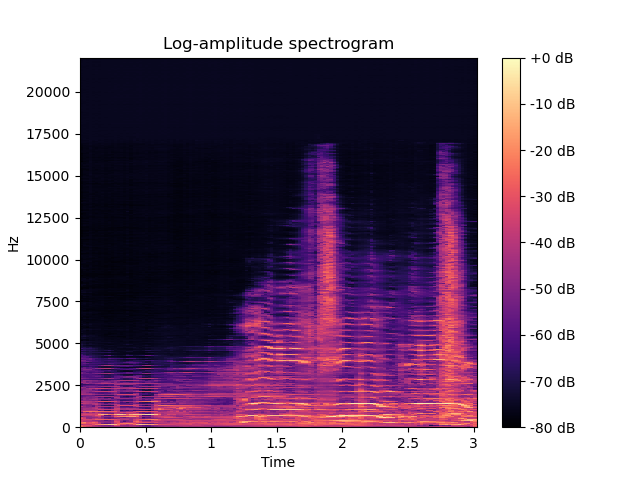 Log-amplitude spectrogram
Hz
20000
17500
15000
12500
10000
7500
5000
2500
0
0 0.5 1 1.5 2 2.5 3
Time
+0 dB
-10 dB
-20 dB
-30 dB
-40 dB
-50 dB
-60 dB
-70 dB
-80 dB